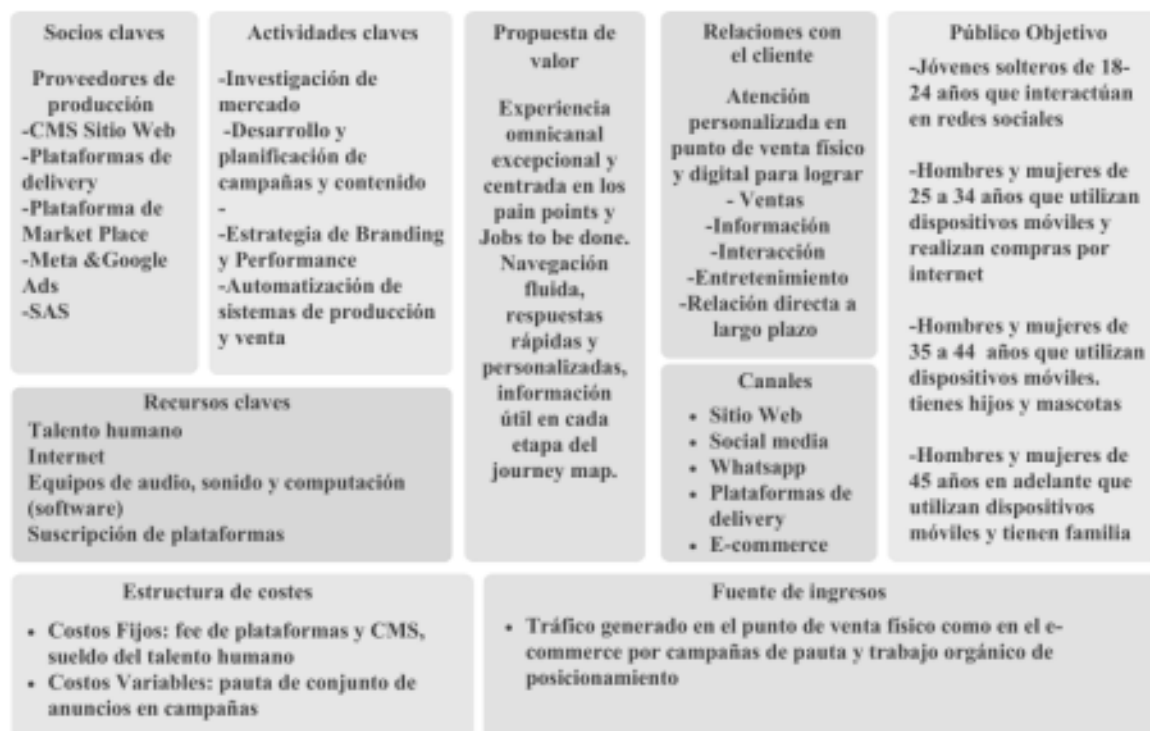 Socios claves
Proveedores de
producción
-CMS Sitio Web
-Plataformas de
delivery
-Plataforma de
Market Place
-Meta &Google
Ads
-SAS
Actividades claves
-Investigación de
mercado
-Desarrollo y
planificación de
campañas y contenido
-
-Estrategia de Branding
y Performance
-Automatización de
sistemas de producción
y venta
Recursos claves
Talento humano
Internet
Equipos de audio, sonido y computación
(software)
Suscripción de plataformas
Propuesta de
valor
Experiencia
omnicanal
excepcional y
centrada en los
pain points y
Jobs to be done.
Navegación
fluida,
respuestas
rápidas y
personalizadas,
información
útil en cada
etapa del
journey map.
Relaciones con
el cliente
Atención
personalizada en
punto de venta físico
y digital para lograr
- Ventas
-Información
-Interacción
-Entretenimiento
-Relación directa a
largo plazo
Canales
• Sitio Web
• Social media
• Whatsapp
• Plataformas de
delivery
• E-commerce
Público Objetivo
-Jóvenes solteros de 18-
24 años que interactúan
en redes sociales
-Hombres y mujeres de
25 a 34 años que utilizan
dispositivos móviles y
realizan compras por
internet
-Hombres y mujeres de
35 a 44 años que utilizan
dispositivos móviles.
tienes hijos y mascotas
-Hombres y mujeres de
45 años en adelante que
utilizan dispositivos
móviles y tienen familia
Estructura de costes
• Costos Fijos: fee de plataformas y CMS,
sueldo del talento humano
• Costos Variables: pauta de conjunto de
anuncios en campañas
Fuente de ingresos
• Tráfico generado en el punto de venta físico como en el e-
commerce por campañas de pauta y trabajo orgánico de
posicionamiento